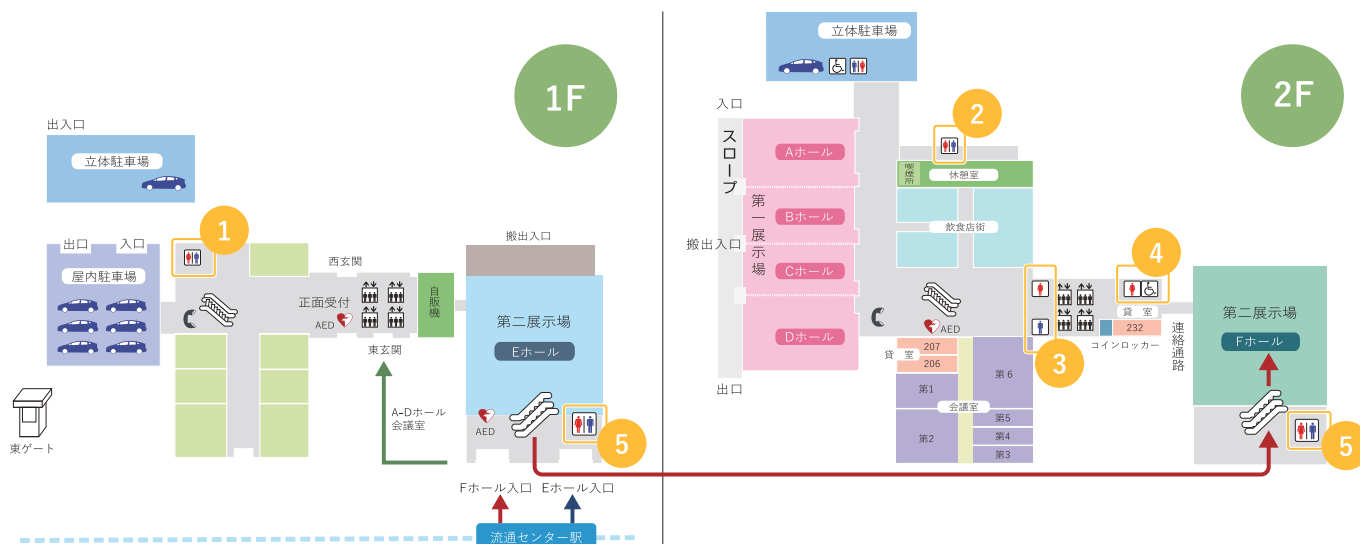 1F
出入口
立体駐車場
1
出口
入口
屋内駐車場
西玄関
正面受付
AED
自販機
東玄関
搬出入口
第二展示場
Eホール
AED
5
A-Dホール
会議室
東ゲート
Fホール入口
Eホール入口
流通センター駅
2F
立体駐車場
入口
スロープ
搬出入口
出口
第一展示場
Aホール
Bホール
Cホール
Dホール
2
喫煙所
休憩室
飲食店街
AED
3
4
貸室
232
コインロッカー
連絡通路
貸室
207
206
第1
第2
会議室
第6
第5
第4
第3
第二展示場
Fホール
5